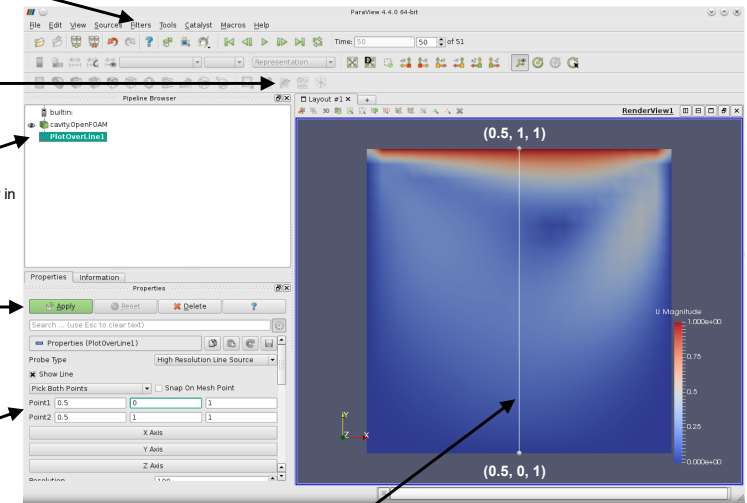 ParaView 4.4.0 64-bit
File Edit View Sources Filters Tools Catalyst Macros Help
Time: 50 50 of 51
Representation
Pipeline Browser
Layout #1
builtin:
cavity.OpenFOAM
PlotOverLine1
3D
RenderView1
(0.5, 1, 1)
in
Properties Information
Properties
Apply Reset Delete ?
Search ... (use Esc to clear text)
Properties (PlotOverLine1)
Probe Type High Resolution Line Source
Show Line
Pick Both Points Snap On Mesh Point
Point1 0.5 0 1
Point2 0.5 1 1
X Axis
Y Axis
Z Axis
Resolution 100
U Magnitude
1.000e+00
0.75
0.5
0.25
0.000e+00
Y
Z X
(0.5, 0, 1)